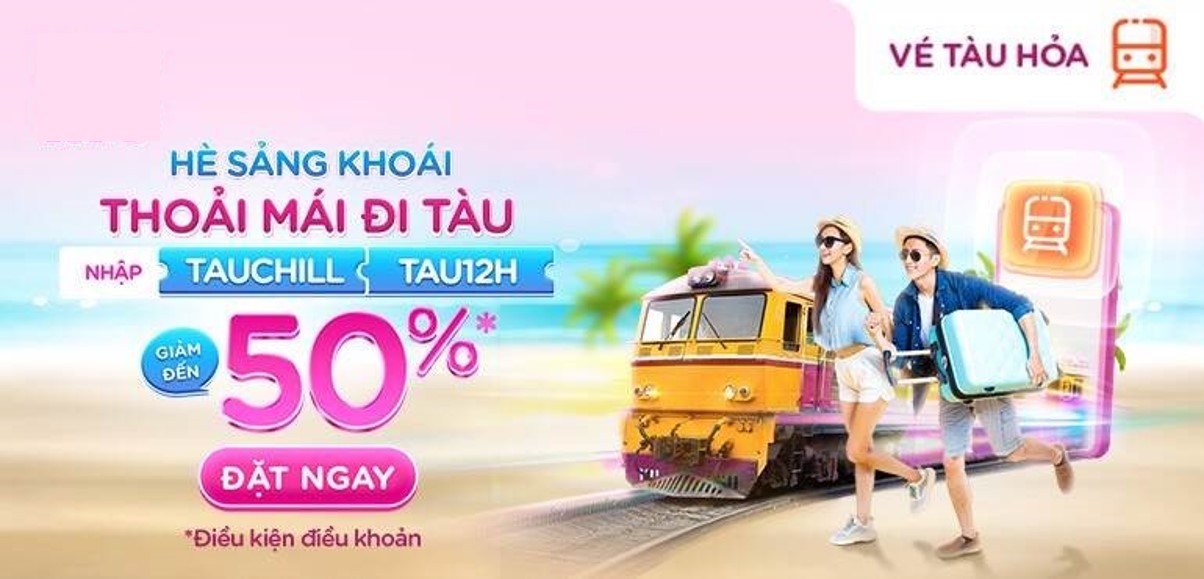 VÉ TÀU HỎA
HÈ SẢNG KHOÁI
THOẢI MÁI ĐI TÀU
NHẬP TAUCHILL TAU12H
GIẢM ĐẾN 50%*
ĐẶT NGAY
*Điều kiện điều khoản